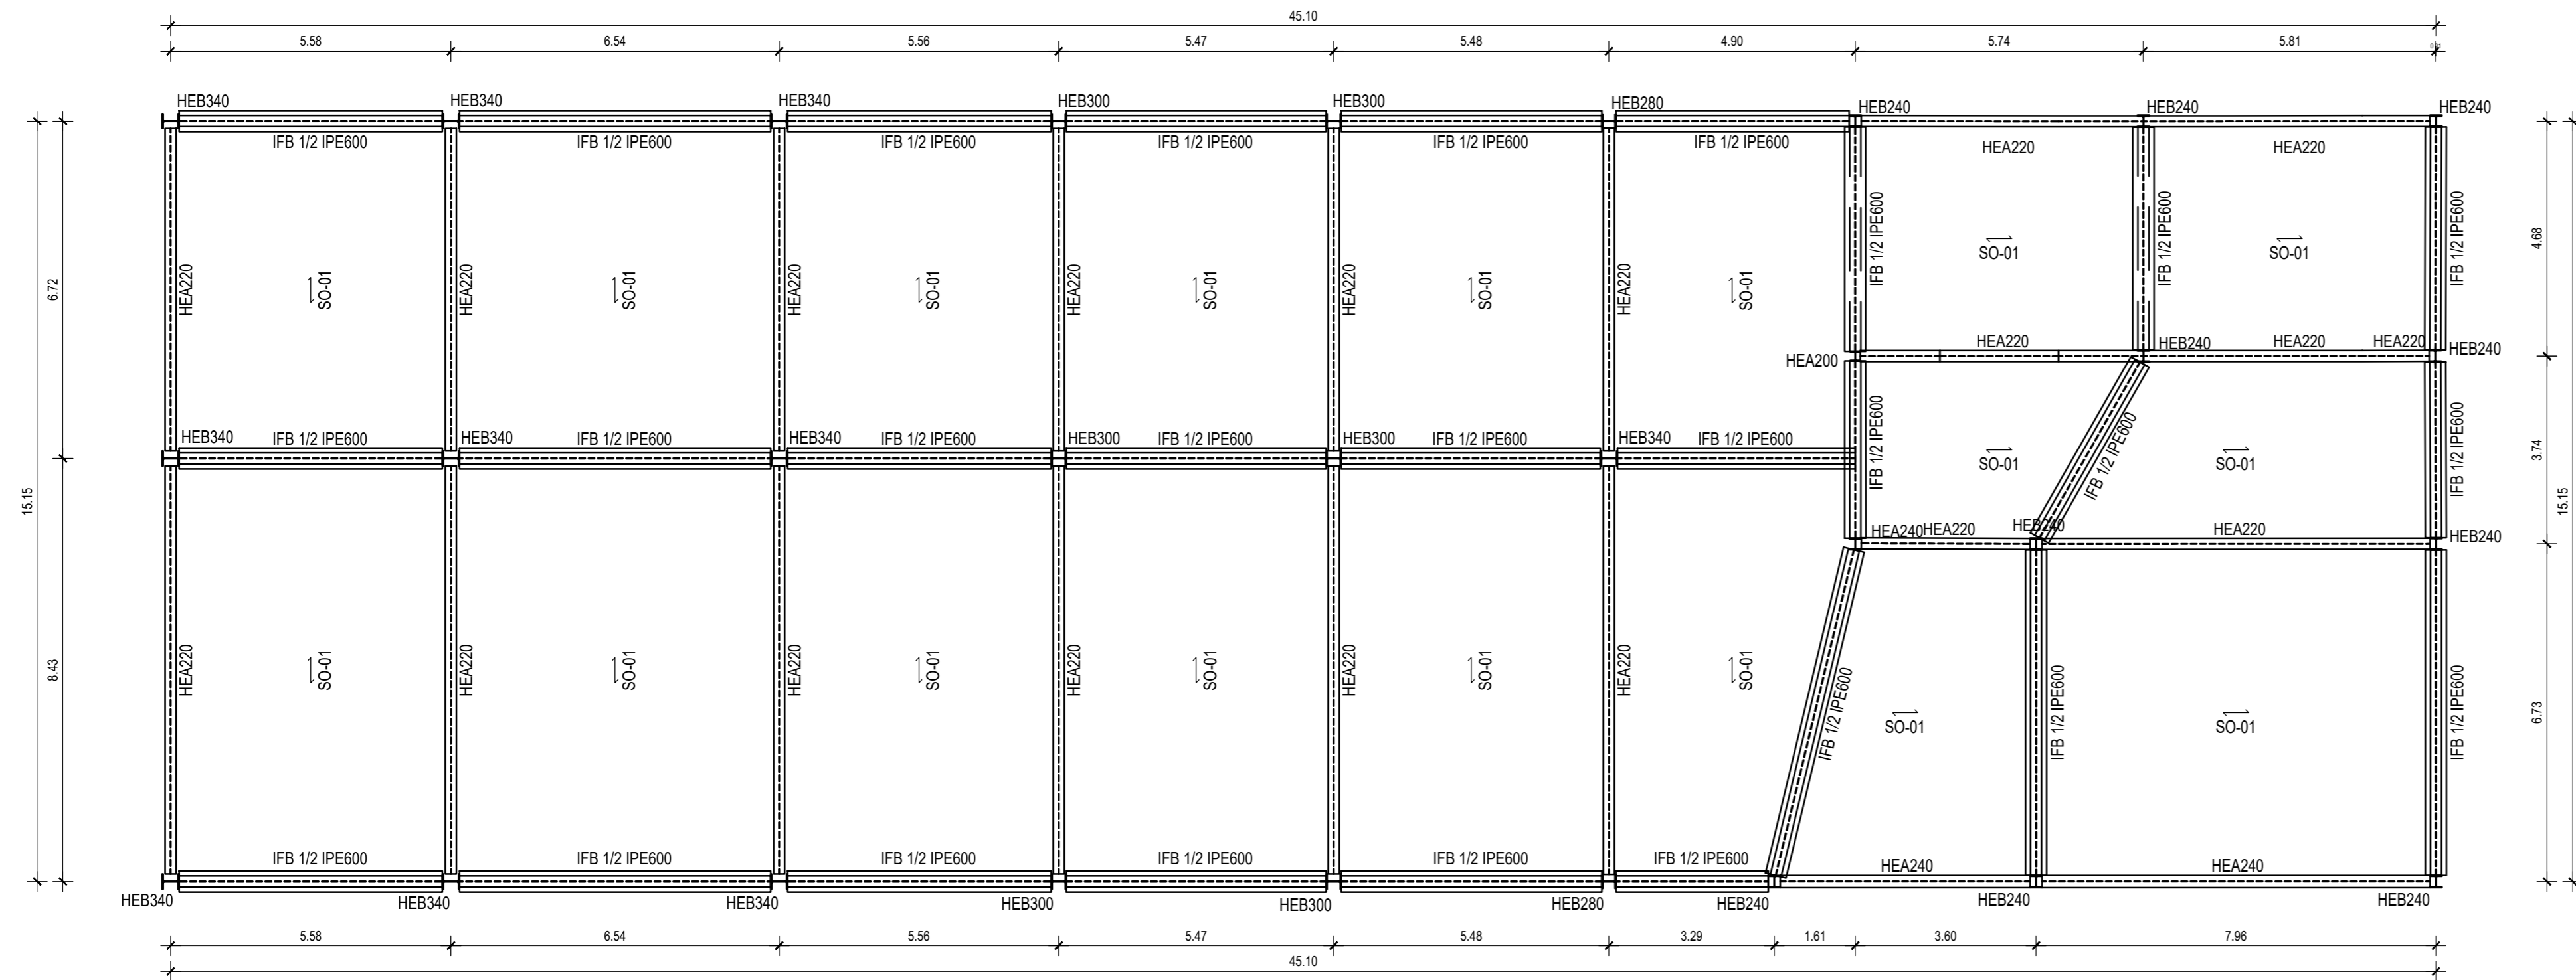 45.10
5.58 6.54 5.56 5.47 5.48 4.90 5.74 5.81
HEB340 HEB340 HEB340 HEB300 HEB300 HEB280 HEB240 HEB240 HEB240
IFB 1/2 IPE600 IFB 1/2 IPE600 IFB 1/2 IPE600 IFB 1/2 IPE600 IFB 1/2 IPE600 IFB 1/2 IPE600 HEA220 HEA220
IFB 1/2 IPE600 IFB 1/2 IPE600 IFB 1/2 IPE600
4.68
SO-01 SO-01
6.72
HEA220 SO-01 HEA220 SO-01 HEA220 SO-01 HEA220 SO-01 HEA220 SO-01 HEA220 SO-01
HEA220 HEB240 HEA220 HEA220 HEB240
HEA200
HEB340 IFB 1/2 IPE600 HEB340 IFB 1/2 IPE600 HEB340 IFB 1/2 IPE600 HEB300 IFB 1/2 IPE600 HEB300 IFB 1/2 IPE600 HEB340 IFB 1/2 IPE600
IFB 1/2 IPE600 IFB 1/2 IPE600 IFB 1/2 IPE600
3.74
SO-01 SO-01
15.15
15.15
HEA240 HEA220 HEB240 HEA220 HEB240
8.43
HEA220 SO-01 HEA220 SO-01 HEA220 SO-01 HEA220 SO-01 HEA220 SO-01 HEA220 SO-01
IFB 1/2 IPE600 SO-01 IFB 1/2 IPE600 SO-01 IFB 1/2 IPE600
6.73
IFB 1/2 IPE600 IFB 1/2 IPE600 IFB 1/2 IPE600 IFB 1/2 IPE600 IFB 1/2 IPE600 IFB 1/2 IPE600 HEA240 HEA240
HEB340 HEB340 HEB340 HEB300 HEB300 HEB280 HEB240 HEB240 HEB240
5.58 6.54 5.56 5.47 5.48 3.29 1.61 3.60 7.96
45.10